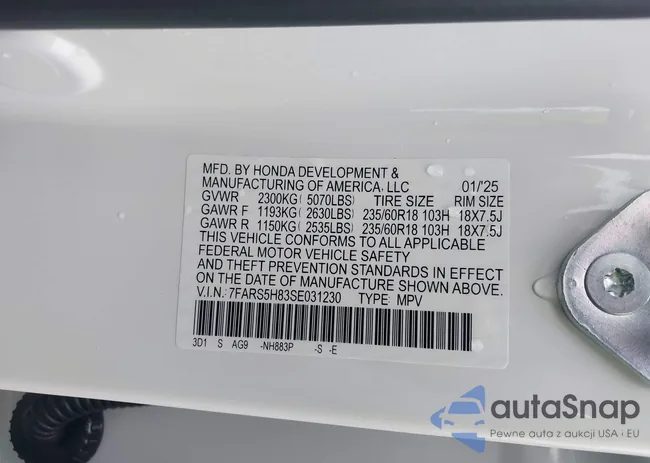 MFD. BY HONDA DEVELOPMENT &
MANUFACTURING OF AMERICA, LLC 01/'25
GVWR 2300KG( 5070LBS) TIRE SIZE RIM SIZE
GAWR F 1193KG( 2630LBS) 235/60R18 103H 18X7.5J
GAWR R 1150KG( 2535LBS) 235/60R18 103H 18X7.5J
THIS VEHICLE CONFORMS TO ALL APPLICABLE
FEDERAL MOTOR VEHICLE SAFETY
AND THEFT PREVENTION STANDARDS IN EFFECT
ON THE DATE OF MANUFACTURE SHOWN ABOVE.
V.I.N.: 7FARS5H83SE031230 TYPE: MPV
3D1 S AG9 -NH883P -S -E
autaSnap
Pewne auta z aukcji USA i EU